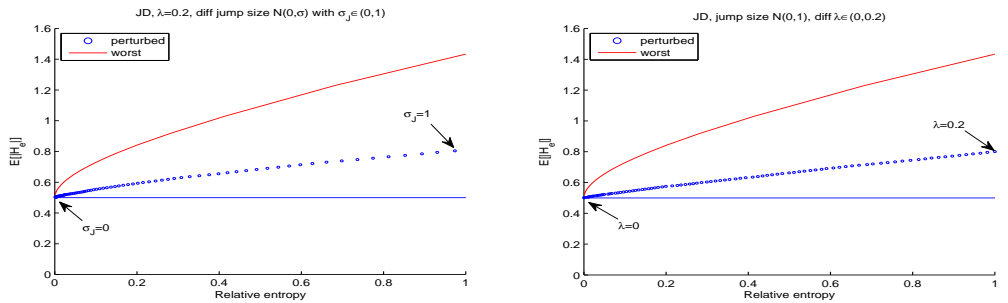 JD, λ=0.2, diff jump size N(0,σ) with σJ∈(0,1)
1.6
1.4
1.2
1
0.8
0.6
0.4
0.2
0
E[|He|]
perturbed
worst
σJ=1
σJ=0
0
0.2
0.4
0.6
0.8
1
Relative entropy
JD, jump size N(0,1), diff λ∈(0,0.2)
1.6
1.4
1.2
1
0.8
0.6
0.4
0.2
0
E[|He|]
perturbed
worst
λ=0.2
λ=0
0
0.2
0.4
0.6
0.8
1
Relative entropy